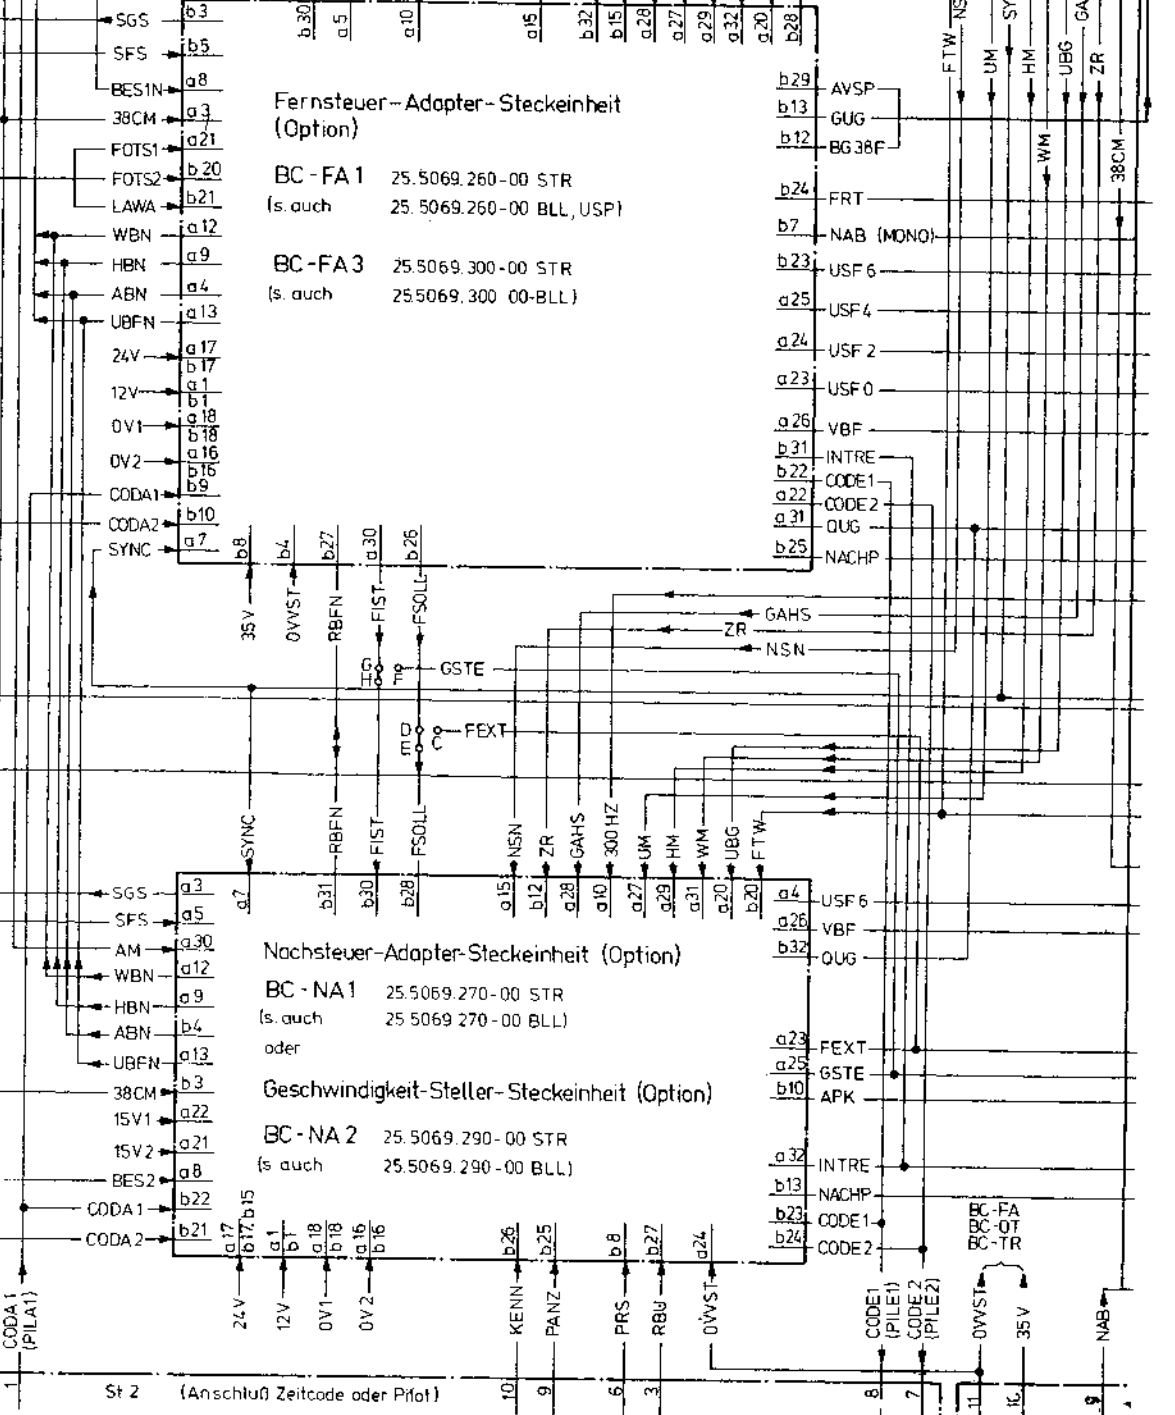 b30
a5
a10
a15
b32
b15
a28
a27
a29
a32
a20
b28
FTW
NS
UM
SY
HM
WM
UBG
GA
ZR
38CM
SGS b3
SFS b5
BES1N a8
38CM a3
FOTS1 a21
FOTS2 b20
LAWA b21
WBN a12
HBN a9
ABN a4
UBFN a13
24V a17
b17
12V a1
b1
0V1 a18
b18
0V2 a16
b16
CODA1 b9
CODA2 b10
SYNC a7
Fernsteuer-Adapter-Steckeinheit
(Option)
BC-FA1 25.5069.260-00 STR
(s.auch 25.5069.260-00 BLL, USP)
BC-FA3 25.5069.300-00 STR
(s. auch 25.5069.300 00-BLL)
b29 AVSP
b13 GUG
b12 BG38F
b24 FRT
b7 NAB (MONO)
b23 USF6
a25 USF4
a24 USF2
a23 USF0
a26 VBF
b31 INTRE
b22 CODE1
a22 CODE2
a31 QUG
b25 NACHP
b8
b4
b27
a30
b26
35V
0VVST
RBFN
FIST
FSOLL
GAHS
ZR
NSN
G
H F GSTE
D
E C FEXT
SYNC
RBFN
FIST
FSOLL
NSN
ZR
GAHS
300HZ
UM
HM
WM
UBG
FTW
a7
b31
b30
b28
a15
b12
a28
a10
a27
a29
a31
a20
b20
SGS a3
SFS a5
AM a30
WBN a12
HBN a9
ABN b4
UBFN a13
38CM b3
15V1 a22
15V2 a21
BES2 a8
CODA1 b22
CODA2 b21
Nachsteuer-Adapter-Steckeinheit (Option)
BC-NA1 25.5069.270-00 STR
(s.auch 25 5069 270-00 BLL)
oder
Geschwindigkeit-Steller-Steckeinheit (Option)
BC-NA2 25.5069.290-00 STR
(s auch 25.5069.290-00 BLL)
a4 USF6
a26 VBF
b32 QUG
a23 FEXT
a25 GSTE
b10 APK
a32 INTRE
b13 NACHP
b23 CODE1
b24 CODE2
a17
b17, b15
a1
b1
a18
b18
a16
b16
b26
b25
b8
b27
a24
24V
12V
0V1
0V2
KENN
PANZ
PRS
RBU
0VVST
CODE1
(PILE1)
CODE2
(PILE2)
BC-FA
BC-OT
BC-TR
0VVST
35V
NAB
CODA1
(PILA1)
1
St 2 (Anschluß Zeitcode oder Pilot)
10
9
6
3
8
7
11
9